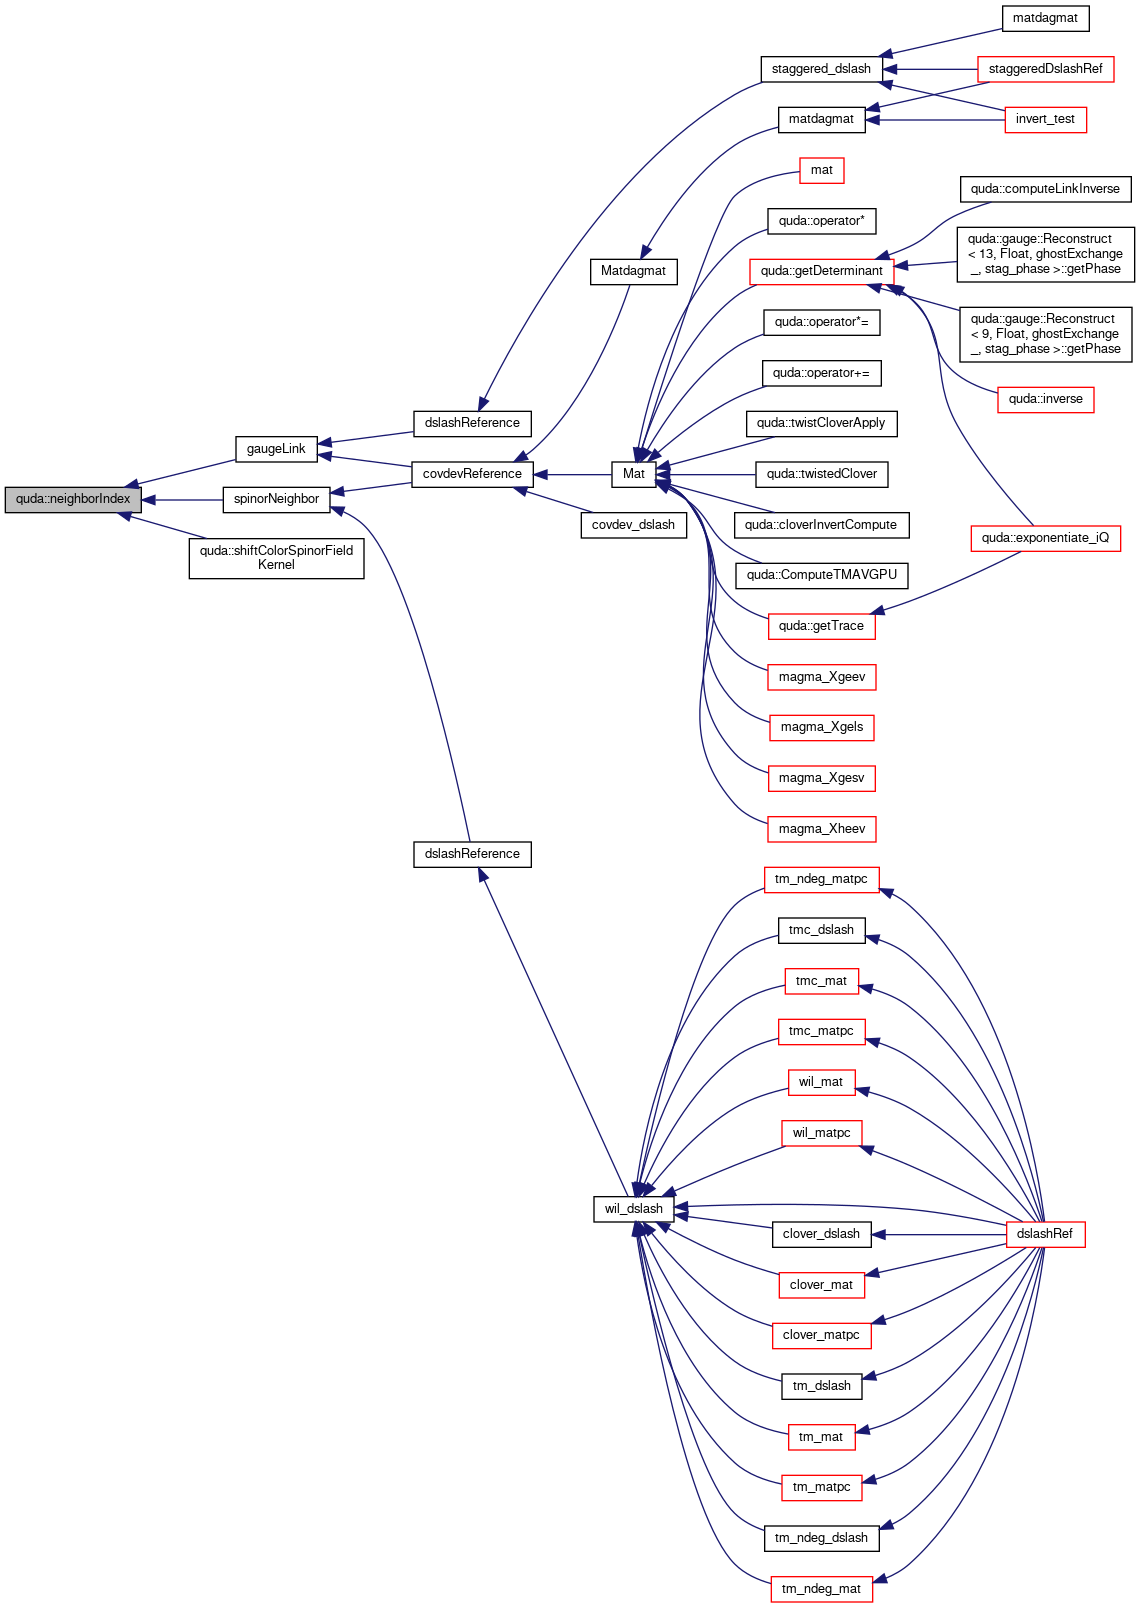 matdagmat
staggered_dslash
staggeredDslashRef
matdagmat
invert_test
mat
quda::computeLinkInverse
quda::operator*
quda::gauge::Reconstruct
< 13, Float, ghostExchange
_, stag_phase >::getPhase
Matdagmat
quda::getDeterminant
quda::operator*=
quda::gauge::Reconstruct
< 9, Float, ghostExchange
_, stag_phase >::getPhase
quda::operator+=
quda::inverse
dslashReference
quda::twistCloverApply
gaugeLink
covdevReference
Mat
quda::twistedClover
quda::neighborIndex
spinorNeighbor
covdev_dslash
quda::cloverInvertCompute
quda::exponentiate_iQ
quda::shiftColorSpinorField
Kernel
quda::ComputeTMAVGPU
quda::getTrace
magma_Xgeev
magma_Xgels
magma_Xgesv
magma_Xheev
dslashReference
tm_ndeg_matpc
tmc_dslash
tmc_mat
tmc_matpc
wil_mat
wil_matpc
wil_dslash
clover_dslash
dslashRef
clover_mat
clover_matpc
tm_dslash
tm_mat
tm_matpc
tm_ndeg_dslash
tm_ndeg_mat